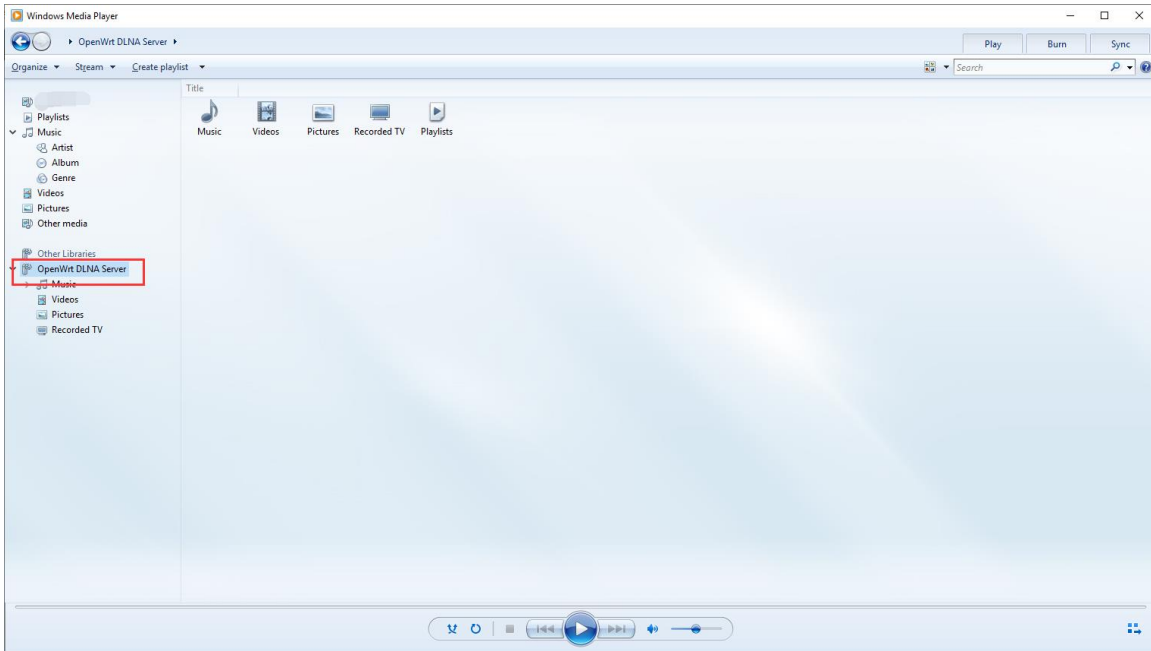 Windows Media Player
OpenWrt DLNA Server
Play Burn Sync
Organize Stream Create playlist Search
Title
Playlists
Music
Artist
Album
Genre
Videos
Pictures
Other media
Other Libraries
OpenWrt DLNA Server
Music
Videos
Pictures
Recorded TV
Music Videos Pictures Recorded TV Playlists